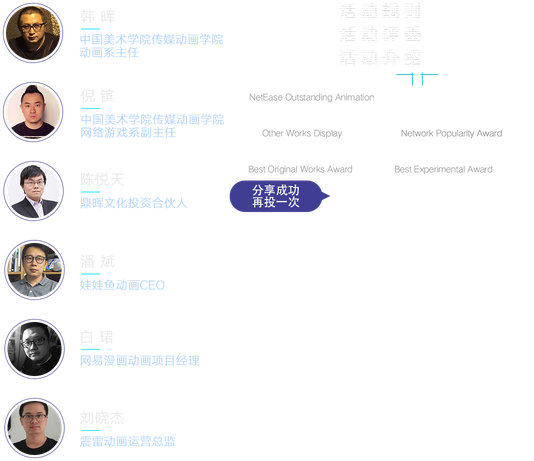 韩 晖
中国美术学院传媒动画学院
动画系主任
倪 镔
中国美术学院传媒动画学院
网络游戏系副主任
陈悦天
鼎晖文化投资合伙人
潘 斌
娃娃鱼动画CEO
白 珺
网易漫画动画项目经理
刘晓杰
震雷动画运营总监
活动规则
活动评委
活动介绍
NetEase Outstanding Animation
Other Works Display
Network Popularity Award
Best Original Works Award
Best Experimental Award
分享成功
再投一次